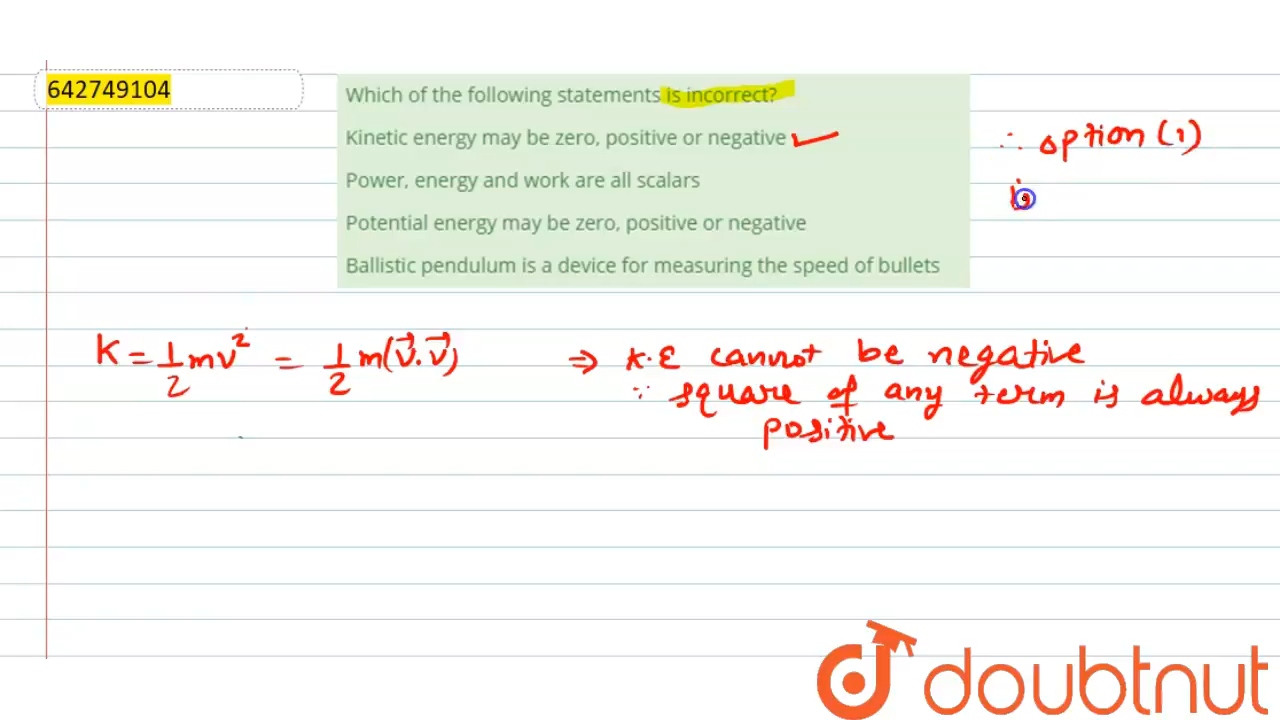 642749104
Which of the following statements is incorrect?
Kinetic energy may be zero, positive or negative
Power, energy and work are all scalars
Potential energy may be zero, positive or negative
Ballistic pendulum is a device for measuring the speed of bullets
∴ option (1)
is
K = 1/2 mv² = 1/2 m(v⃗.v⃗) ⇒ K.E cannot be negative
∵ square of any term is always
positive
doubtnut